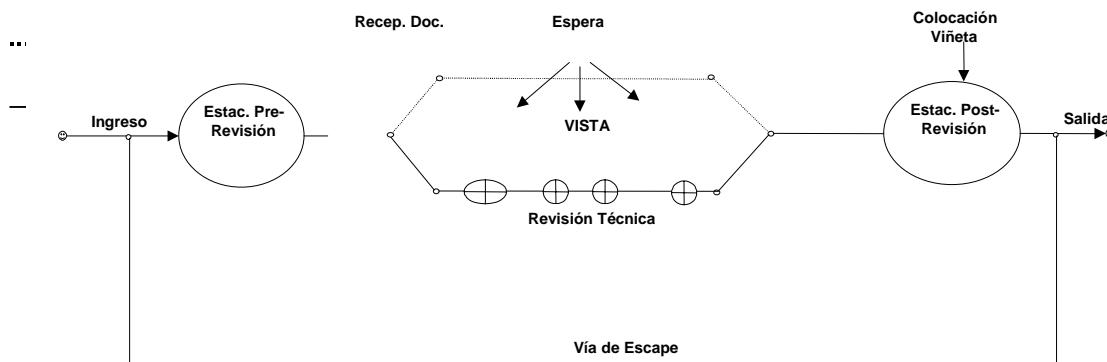 Recep. Doc.
Espera
Colocación
Viñeta
Ingreso
Estac. Pre-
Revisión
VISTA
Estac. Post-
Revisión
Salida
Revisión Técnica
Vía de Escape